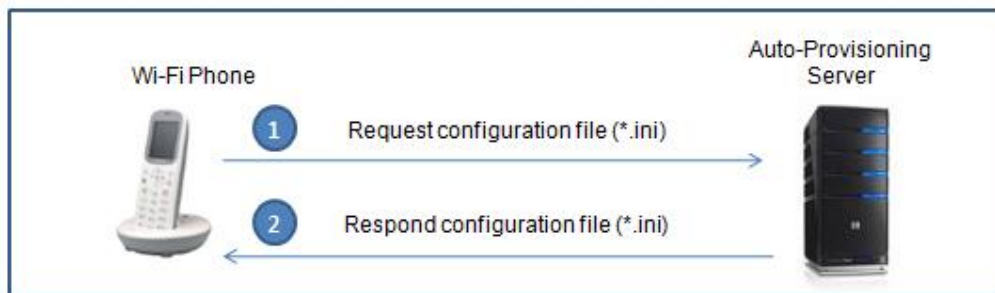 Auto-Provisioning
Wi-Fi Phone
Server
1
Request configuration file (*.ini)
2
Respond configuration file (*.ini)